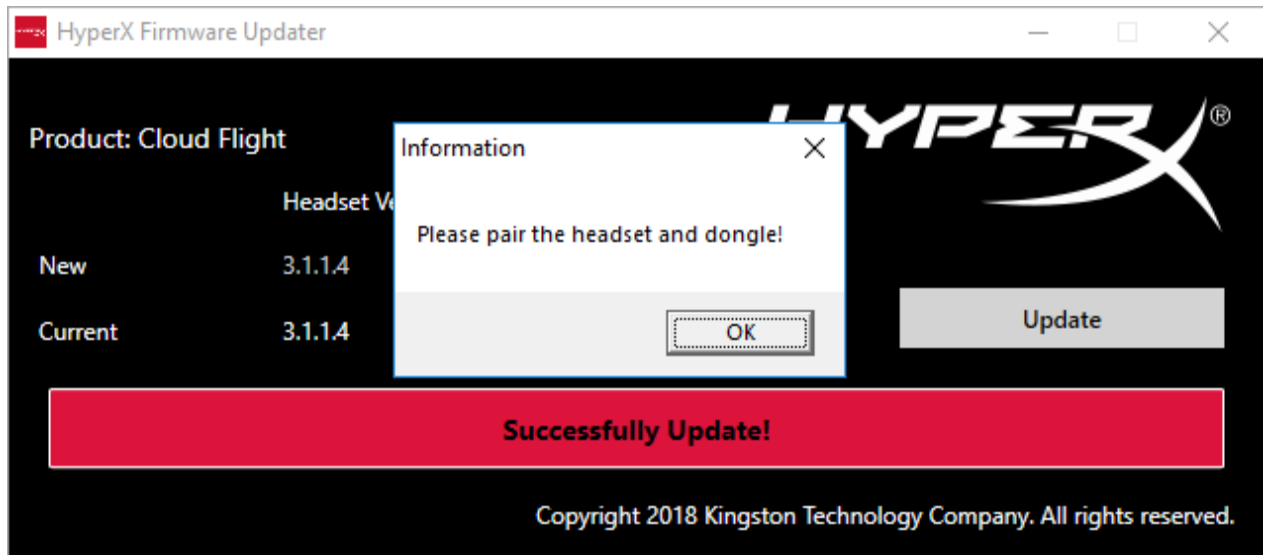 HyperX Firmware Updater
HYPERX®
Product: Cloud Flight
Information
Headset Ve
Please pair the headset and dongle!
New 3.1.1.4
Current 3.1.1.4
OK
Update
Successfully Update!
Copyright 2018 Kingston Technology Company. All rights reserved.